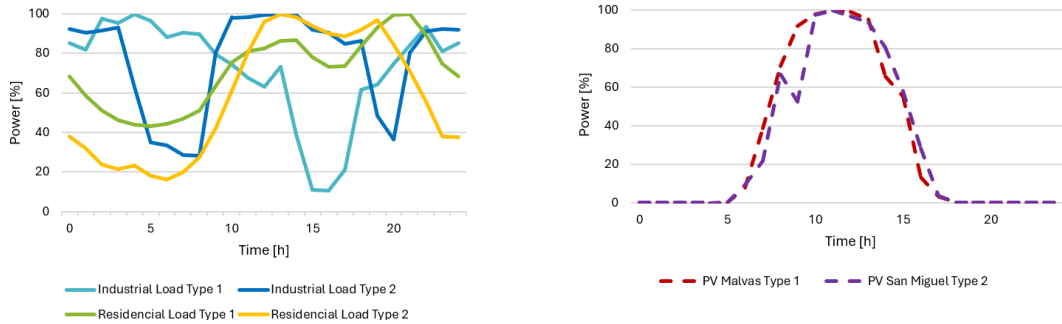 100
80
60
40
20
0
Power [%]
0 5 10 15 20
Time [h]
Industrial Load Type 1 Industrial Load Type 2
Residencial Load Type 1 Residencial Load Type 2
100
80
60
40
20
0
Power [%]
0 5 10 15 20
Time [h]
PV Malvas Type 1 PV San Miguel Type 2